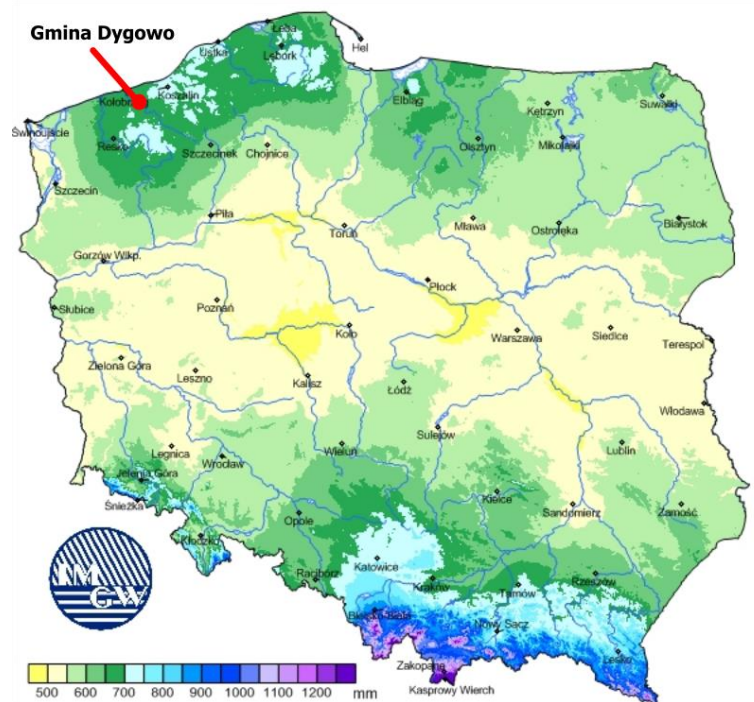 Gmina Dygowo
Łeba
Hel
Ustka
Lębork
Koszalin
Elbląg
Kętrzyn
Suwałki
Świnoujście
Resko
Szczecinek
Chojnice
Olsztyn
Mikołajki
Szczecin
Piła
Toruń
Mława
Ostrołęka
Białystok
Gorzów Wlkp.
Płock
Słubice
Poznań
Koło
Warszawa
Siedlce
Terespol
Zielona Góra
Leszno
Kalisz
Łódź
Włodawa
Sulejów
Legnica
Wrocław
Wieluń
Lublin
Jelenia Góra
Kielce
Śnieżka
Opole
Sandomierz
Zamość
Kłodzko
Katowice
Racibórz
Kraków
Tarnów
Rzeszów
IM
GW
Bielsko-Biała
Nowy Sącz
Lesko
Zakopane
Kasprowy Wierch
500 600 700 800 900 1000 1100 1200 mm